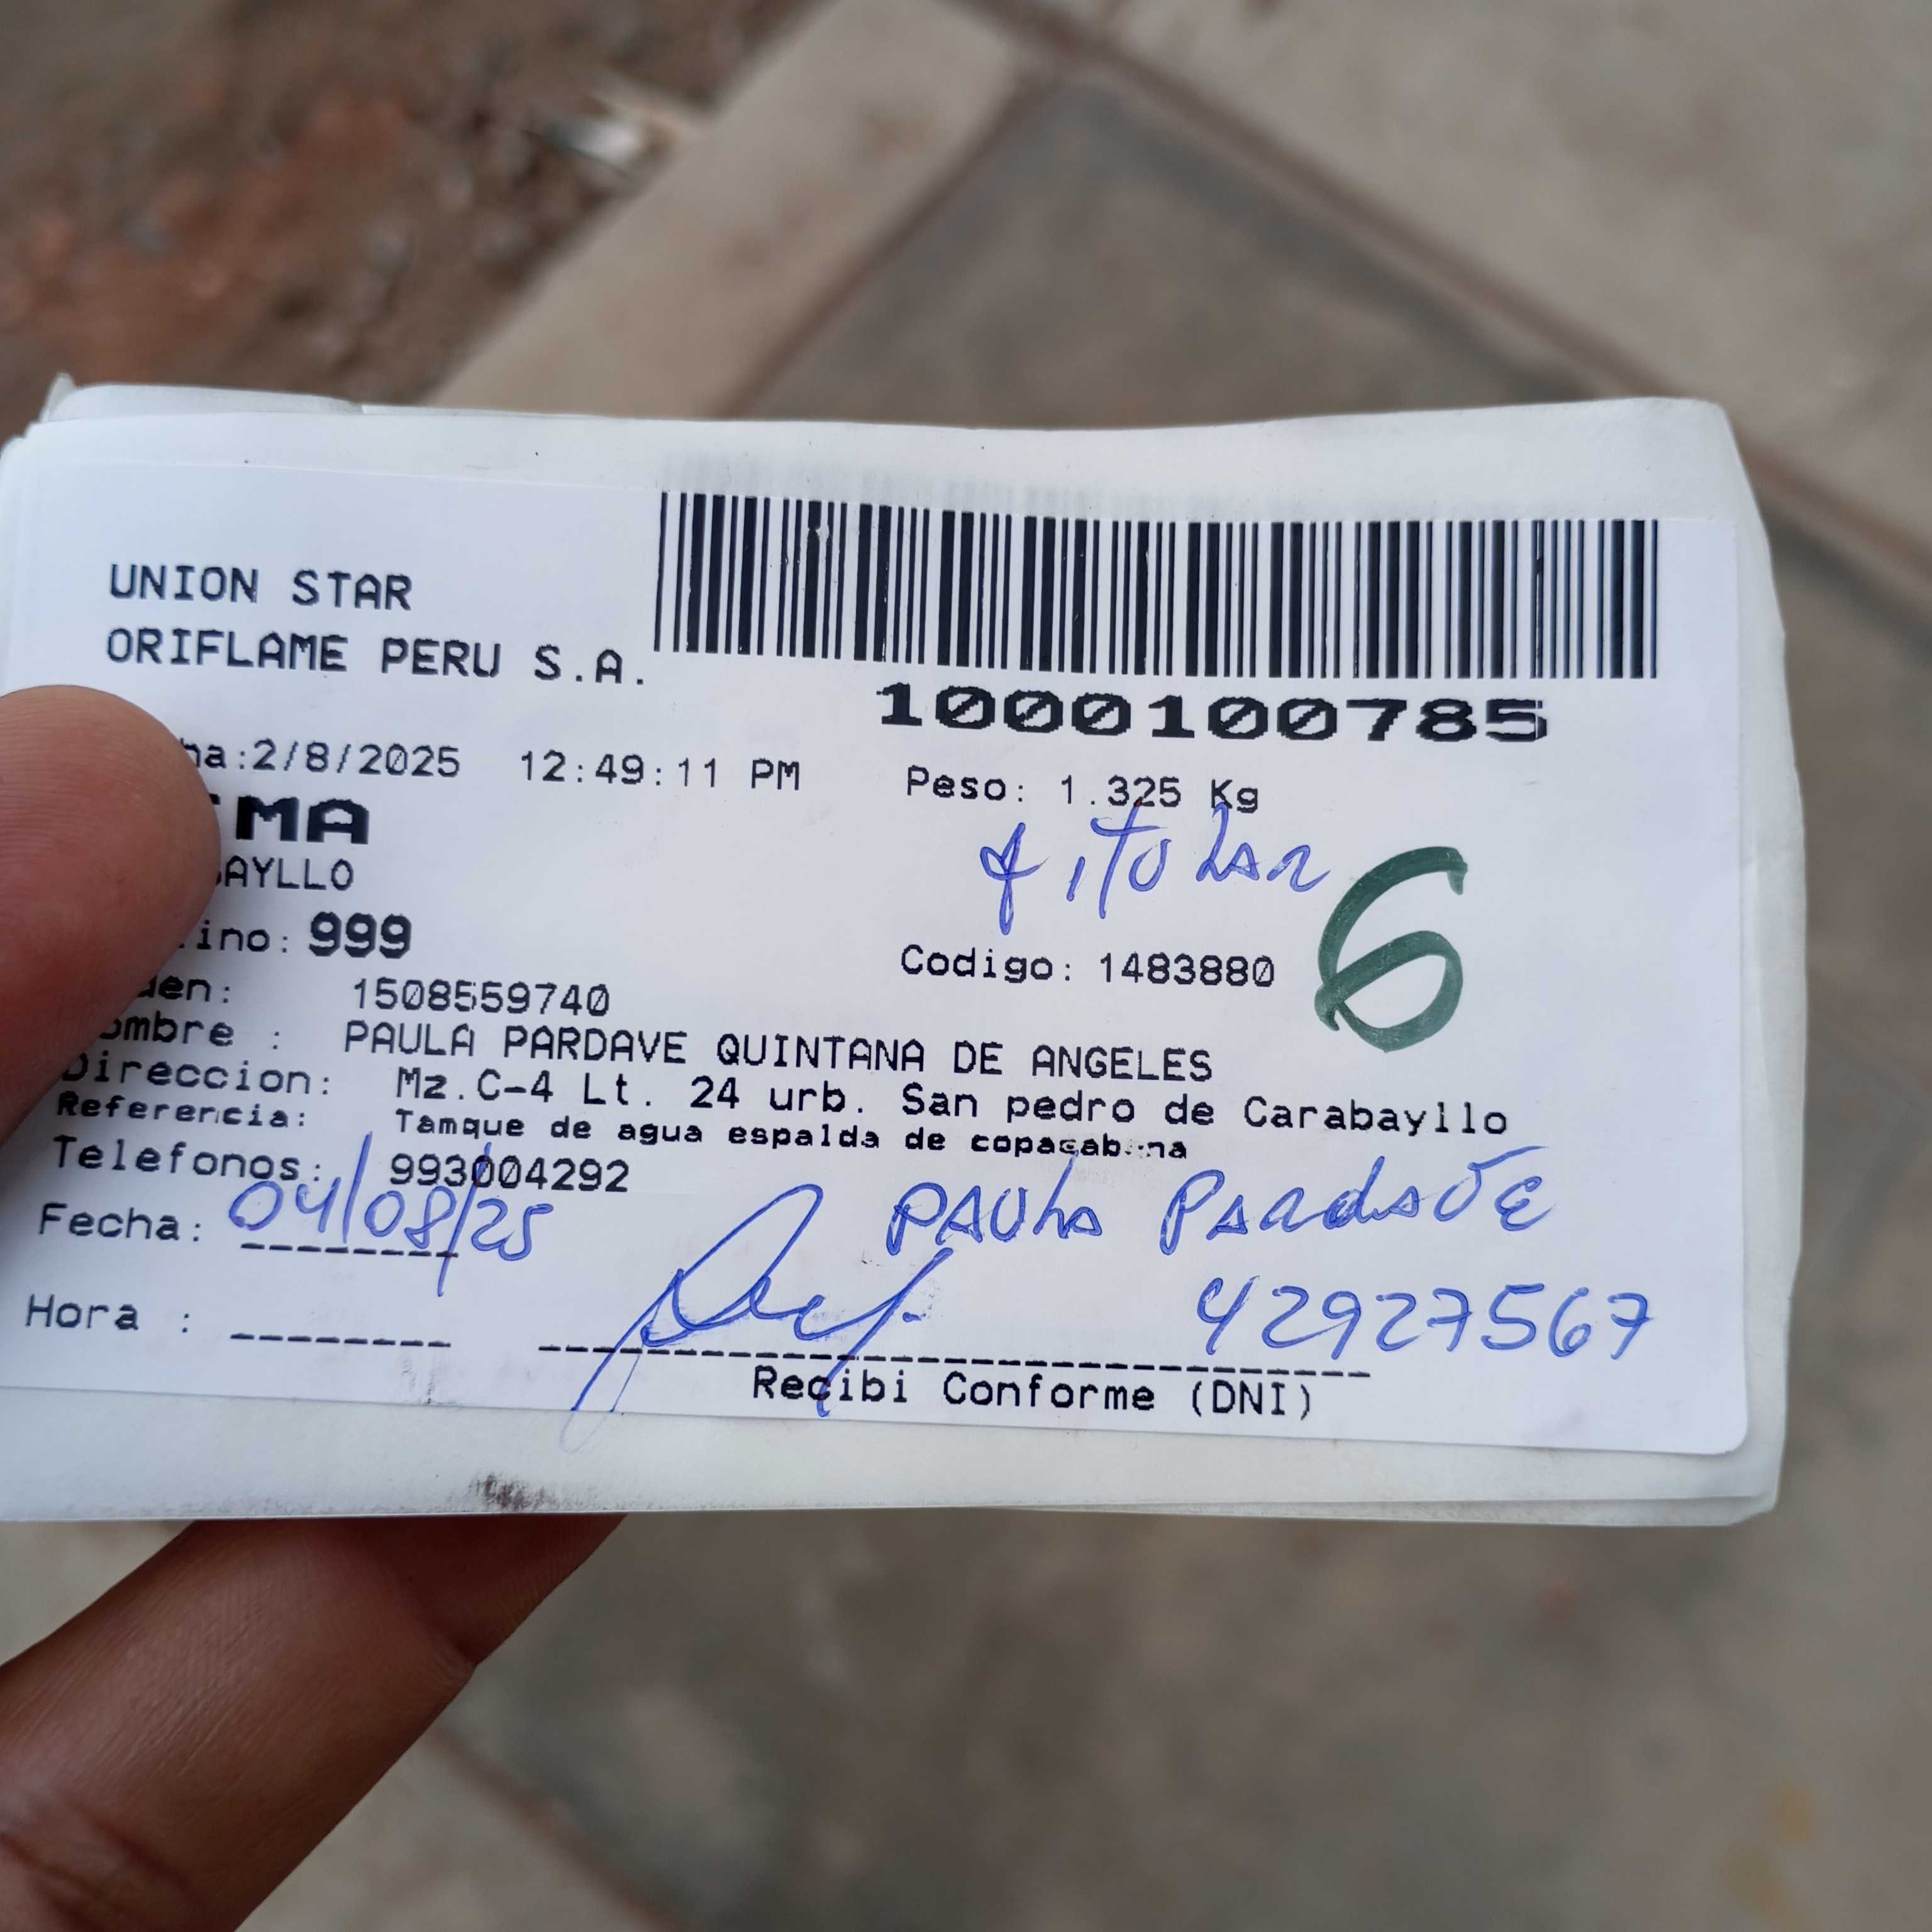 UNION STAR
ORIFLAME PERU S.A.
1000100785
ha:2/8/2025 12:49:11 PM
Peso: 1.325 Kg
MA
titular
AYLLO
6
ino: 999
Codigo: 1483880
den: 1508559740
ombre : PAULA PARDAVE QUINTANA DE ANGELES
Direccion: Mz.C-4 Lt. 24 urb. San pedro de Carabayllo
Referencia: Tamque de agua espalda de copacabana
Telefonos: 993004292
Fecha: 04/08/25
PAULA PARDAVE
42927567
Hora :
Recibi Conforme (DNI)